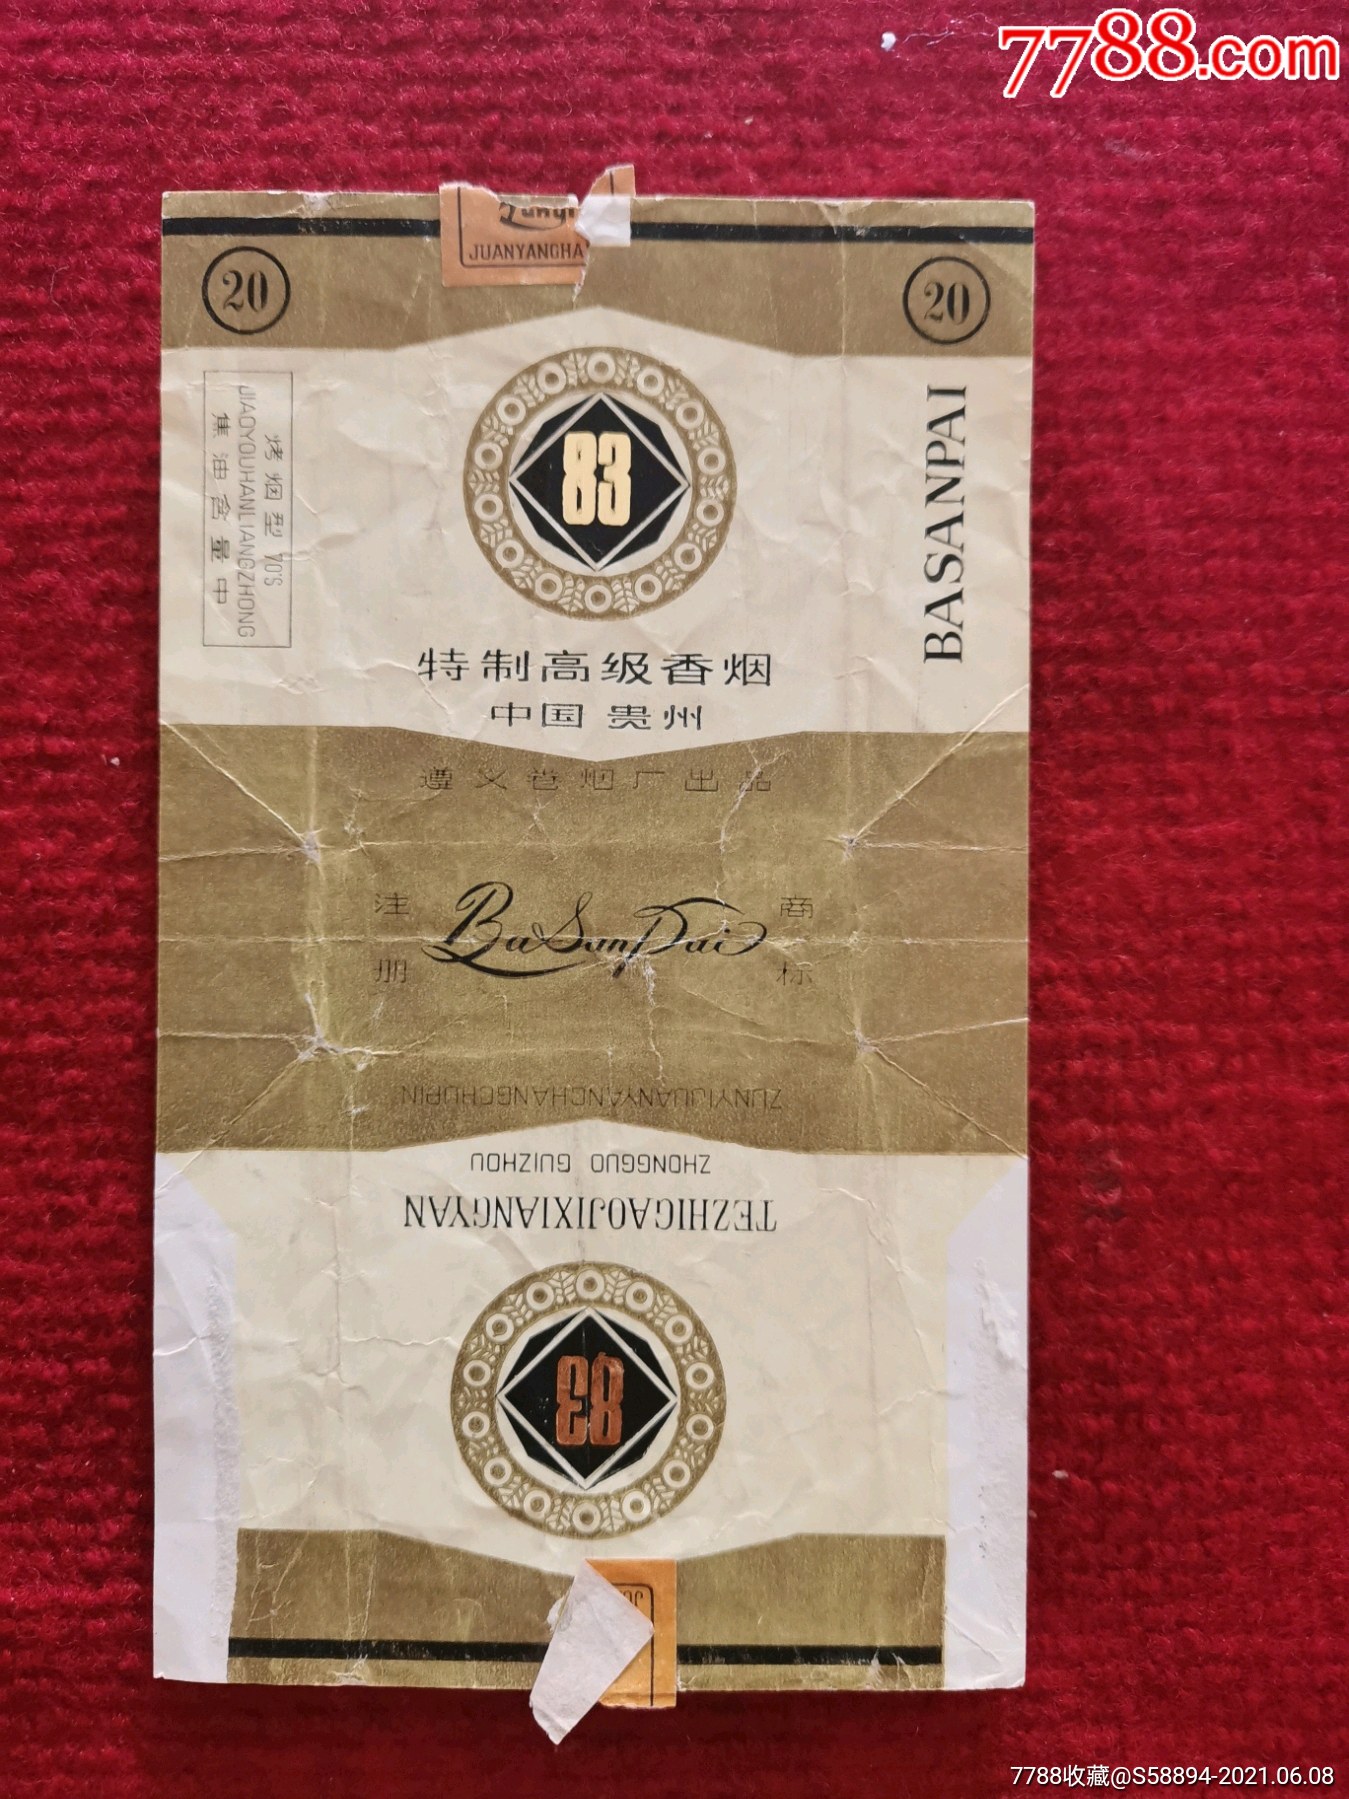 7788.com
Zunyi
JUANYANGHA
20
20
烤烟型 70'S
JIAOYOUHANLIANGZHONG
焦油含量中
BASANPAI
83
特制高级香烟
中国 贵州
遵义卷烟厂出品
注册
BaSanPai
商标
ZUNYIJUANYANCHANGCHUPIN
ZHONGGUO GUIZHOU
TEZHIGAOJIXIANGYAN
83
7788收藏@S58894-2021.06.08